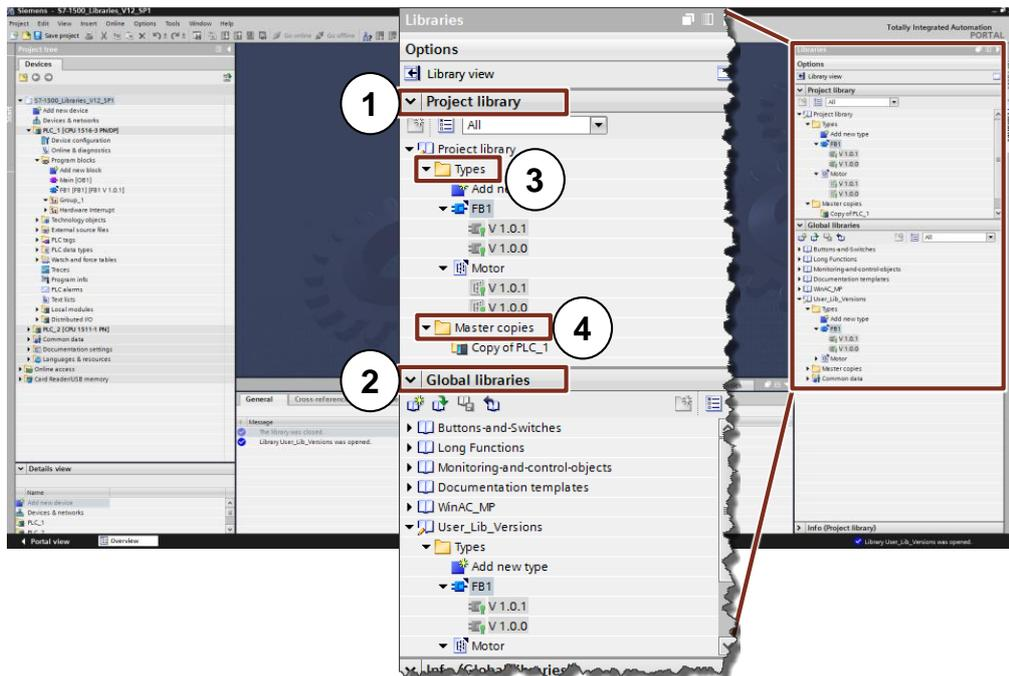 Siemens - S7-1500_Libraries_V12_SP1
Project Edit View Insert Online Options Tools Window Help
Save project
Go online
Go offline
Totally Integrated Automation
PORTAL
Project tree
Devices
S7-1500_Libraries_V12_SP1
Add new device
Devices & networks
PLC_1 [CPU 1516-3 PN/DP]
Device configuration
Online & diagnostics
Program blocks
Add new block
Main [OB1]
FB1 [FB1] [FB1 V 1.0.1]
Group_1
Hardware Interrupt
Technology objects
External source files
PLC tags
PLC data types
Watch and force tables
Traces
Program info
PLC alarms
Text lists
Local modules
Distributed I/O
PLC_2 [CPU 1511-1 PN]
Common data
Documentation settings
Languages & resources
Online access
Card Reader/USB memory
Details view
Name
Add new device
Devices & networks
PLC_1
PLC_2
Portal view
Overview
General
Message
The library was closed.
Library User_Lib_Versions was opened.
Libraries
Options
Library view
1
Project library
All
Project library
Types
3
FB1
V 1.0.1
V 1.0.0
Motor
V 1.0.1
V 1.0.0
Master copies
4
Copy of PLC_1
2
Global libraries
Buttons-and-Switches
Long Functions
Monitoring-and-control-objects
Documentation templates
WinAC_MP
User_Lib_Versions
Types
Add new type
FB1
V 1.0.1
V 1.0.0
Motor
Libraries
Options
Library view
Project library
All
Project library
Types
Add new type
FB1
V 1.0.1
V 1.0.0
Motor
V 1.0.1
V 1.0.0
Master copies
Copy of PLC_1
Global libraries
All
Buttons-and-Switches
Long Functions
Monitoring-and-control-objects
Documentation templates
WinAC_MP
User_Lib_Versions
Types
Add new type
FB1
V 1.0.1
V 1.0.0
Motor
Master copies
Common data
Info (Project library)
Library User_Lib_Versions was opened.